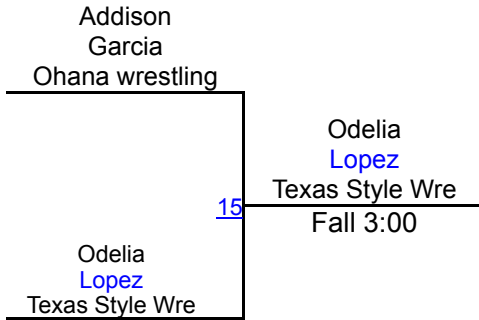 Addison
Garcia
Ohana wrestling
Odelia
Lopez
Texas Style Wre
15
Fall 3:00
Odelia
Lopez
Texas Style Wre